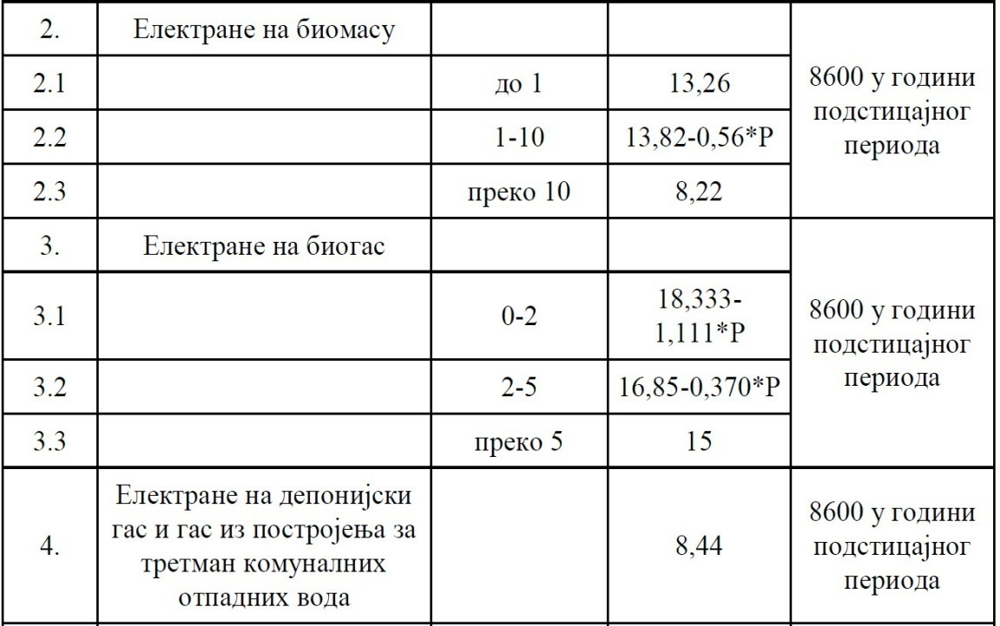 2.
Електране на биомасу
8600 у години
подстицајног
периода
2.1
до 1
13,26
2.2
1-10
13,82-0,56*P
2.3
преко 10
8,22
3.
Електране на биогас
8600 у години
подстицајног
периода
3.1
0-2
18,333-
1,111*P
3.2
2-5
16,85-0,370*P
3.3
преко 5
15
4.
Електране на депонијски
гас и гас из постројења за
третман комуналних
отпадних вода
8,44
8600 у години
подстицајног
периода